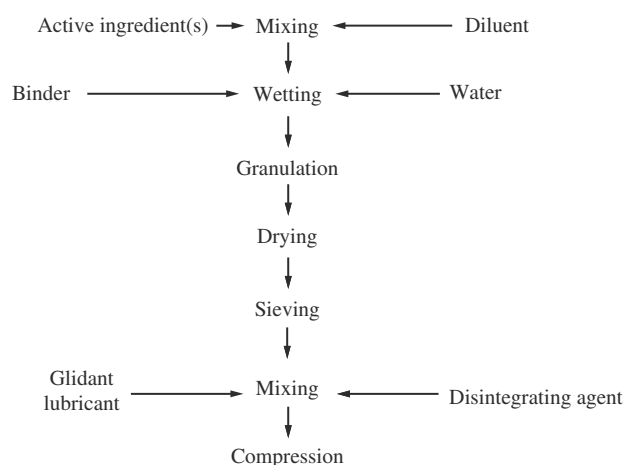 Active ingredient(s) Mixing Diluent
Binder Wetting Water
Granulation
Drying
Sieving
Glidant
lubricant Mixing Disintegrating agent
Compression